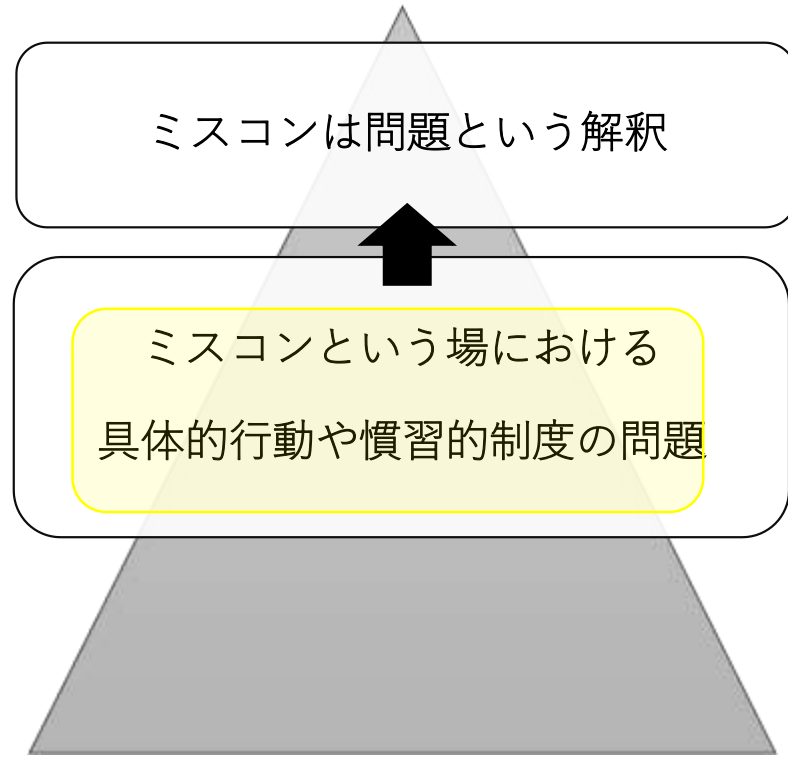 ミスコンは問題という解釈
ミスコンという場における
具体的行動や慣習的制度の問題